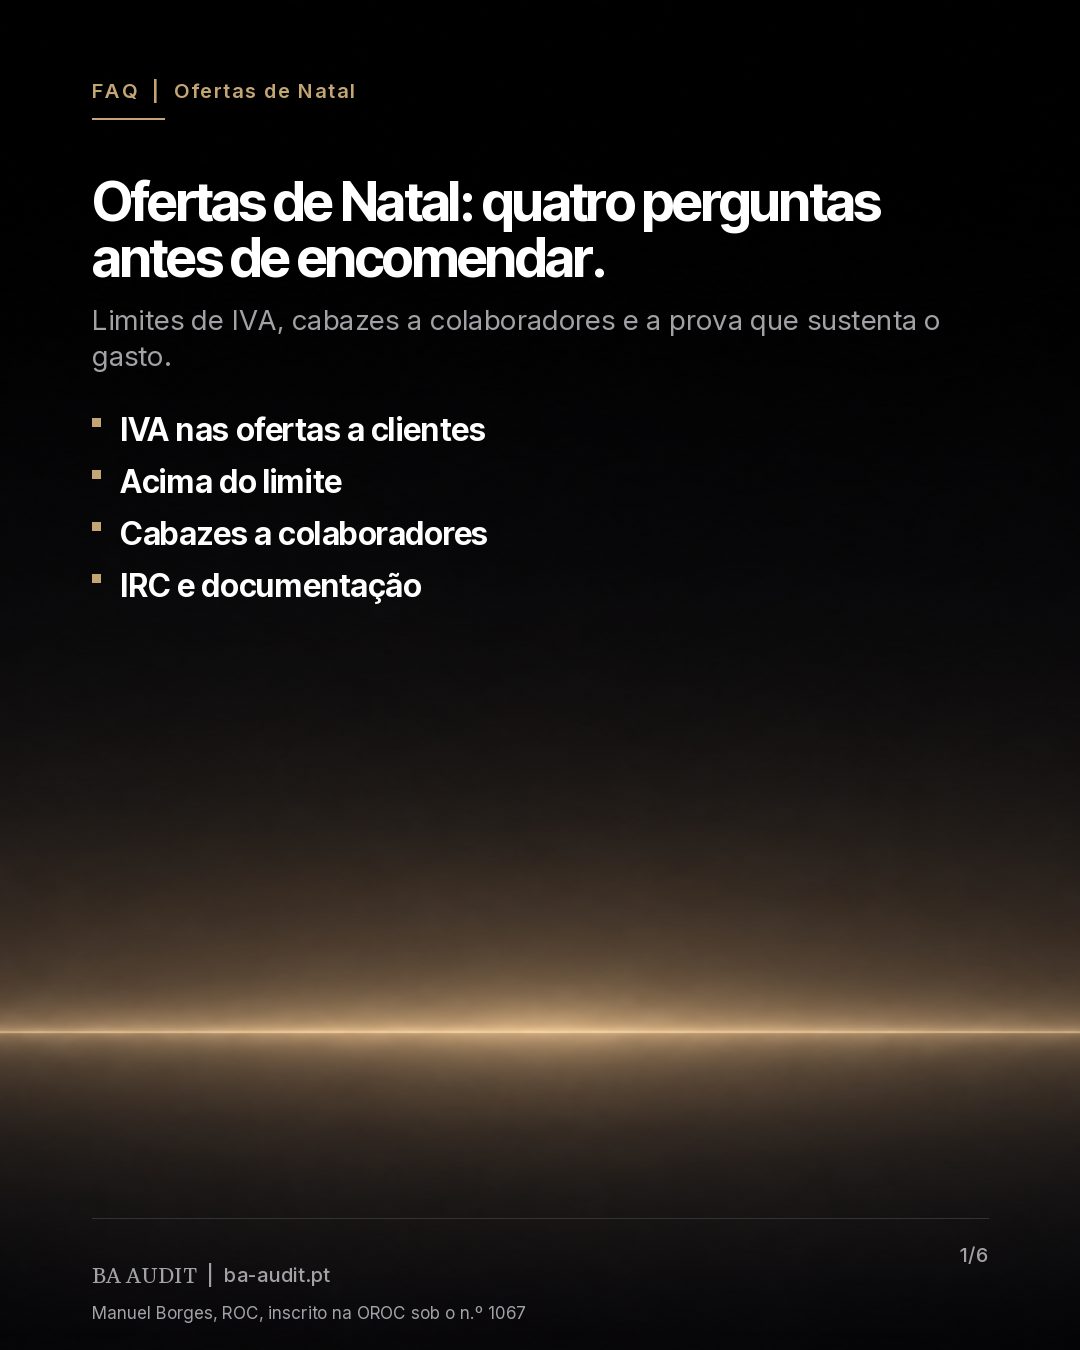 FAQ | Ofertas de Natal
Ofertas de Natal: quatro perguntas
antes de encomendar.
Limites de IVA, cabazes a colaboradores e a prova que sustenta o
gasto.
IVA nas ofertas a clientes
Acima do limite
Cabazes a colaboradores
IRC e documentação
1/6
BA AUDIT | ba-audit.pt
Manuel Borges, ROC, inscrito na OROC sob o n.º 1067